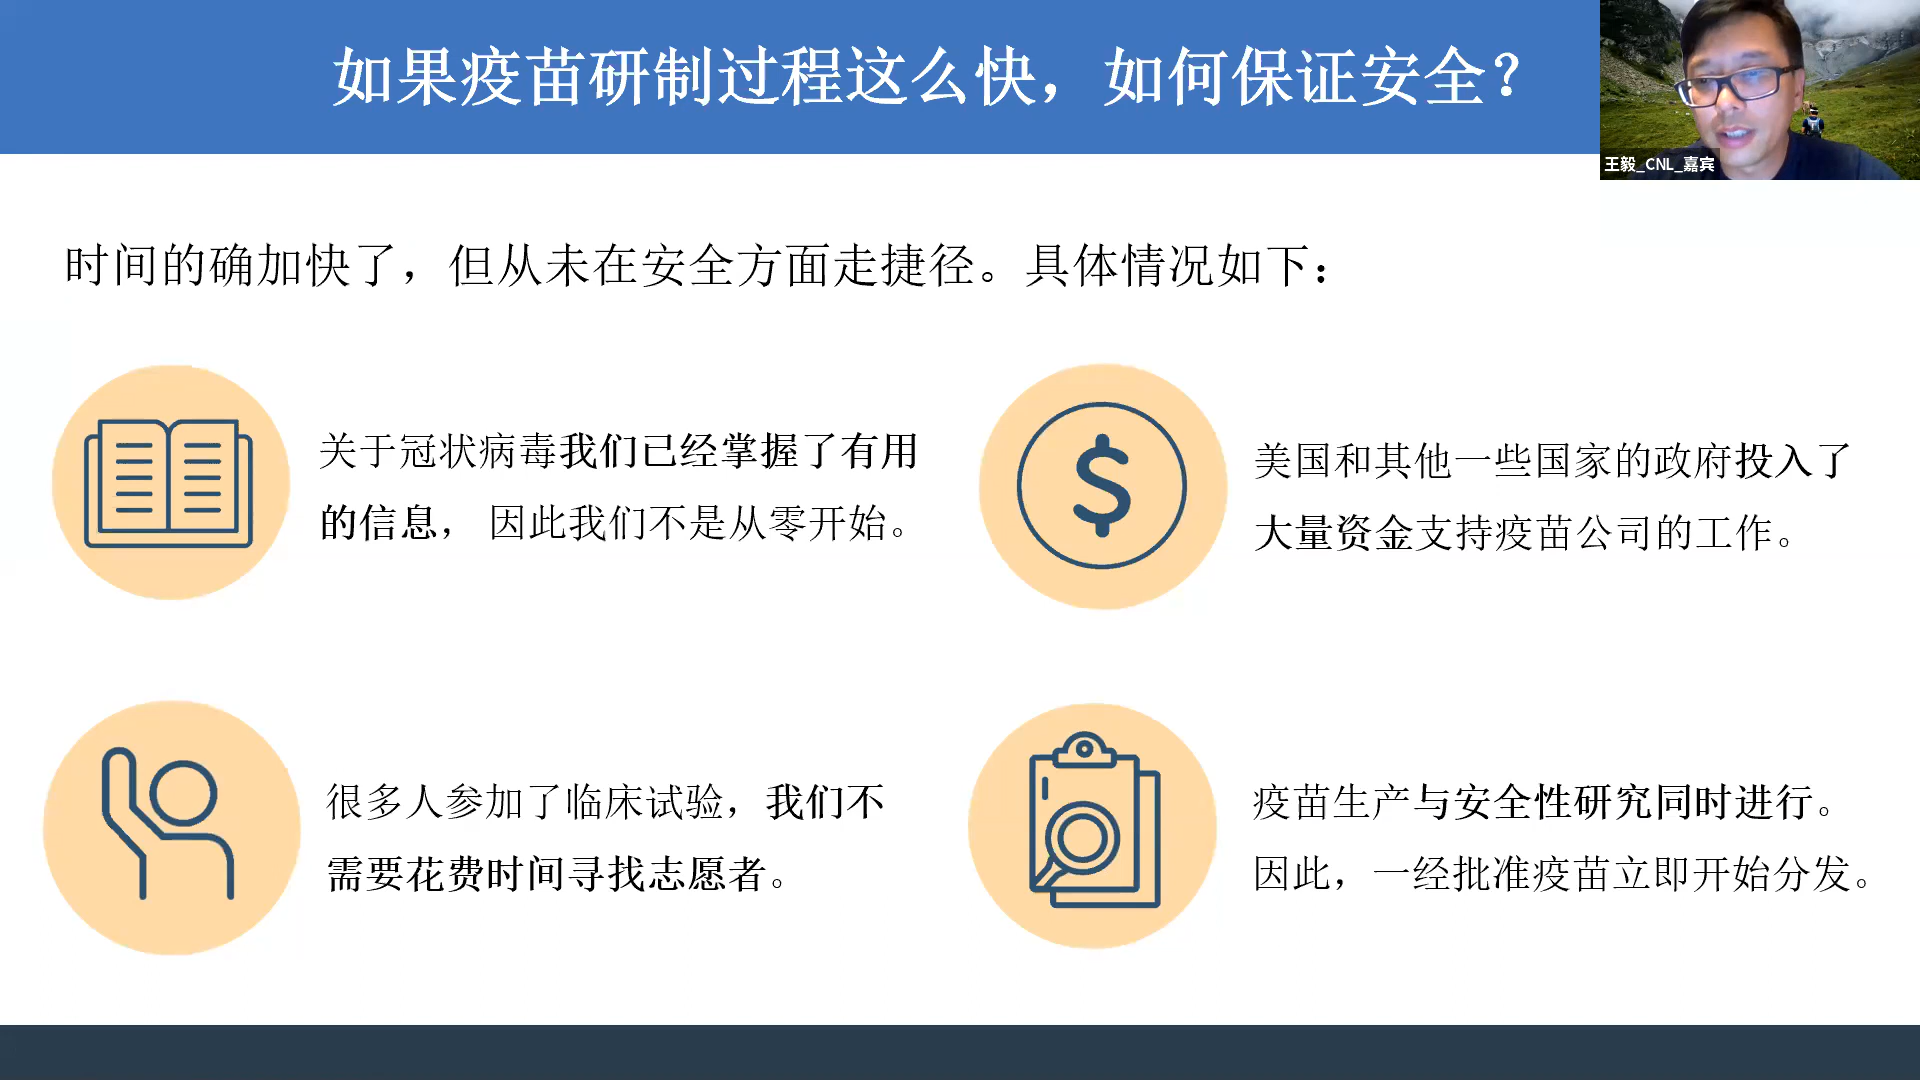 如果疫苗研制过程这么快，如何保证安全？
王毅_CNL_嘉宾
时间的确加快了，但从未在安全方面走捷径。具体情况如下：
关于冠状病毒我们已经掌握了有用
的信息， 因此我们不是从零开始。
美国和其他一些国家的政府投入了
大量资金支持疫苗公司的工作。
很多人参加了临床试验，我们不
需要花费时间寻找志愿者。
疫苗生产与安全性研究同时进行。
因此，一经批准疫苗立即开始分发。